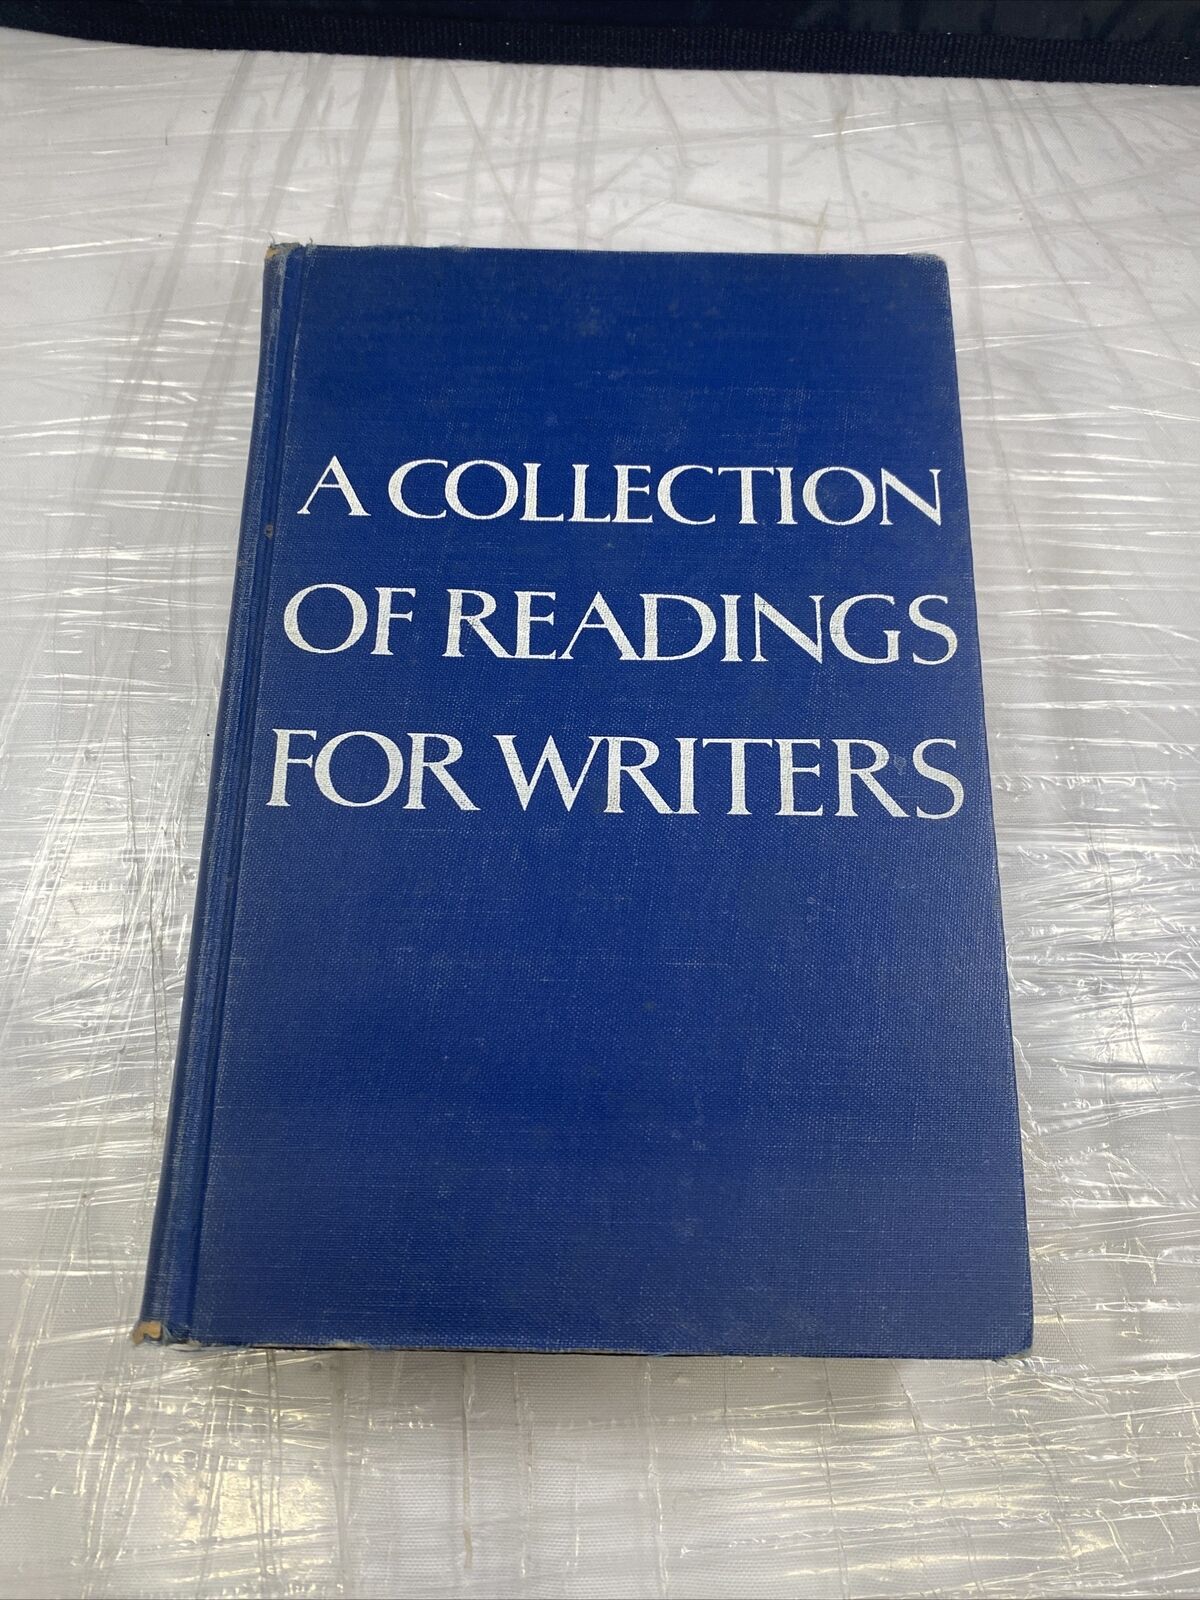 A COLLECTION
OF READINGS
FOR WRITERS